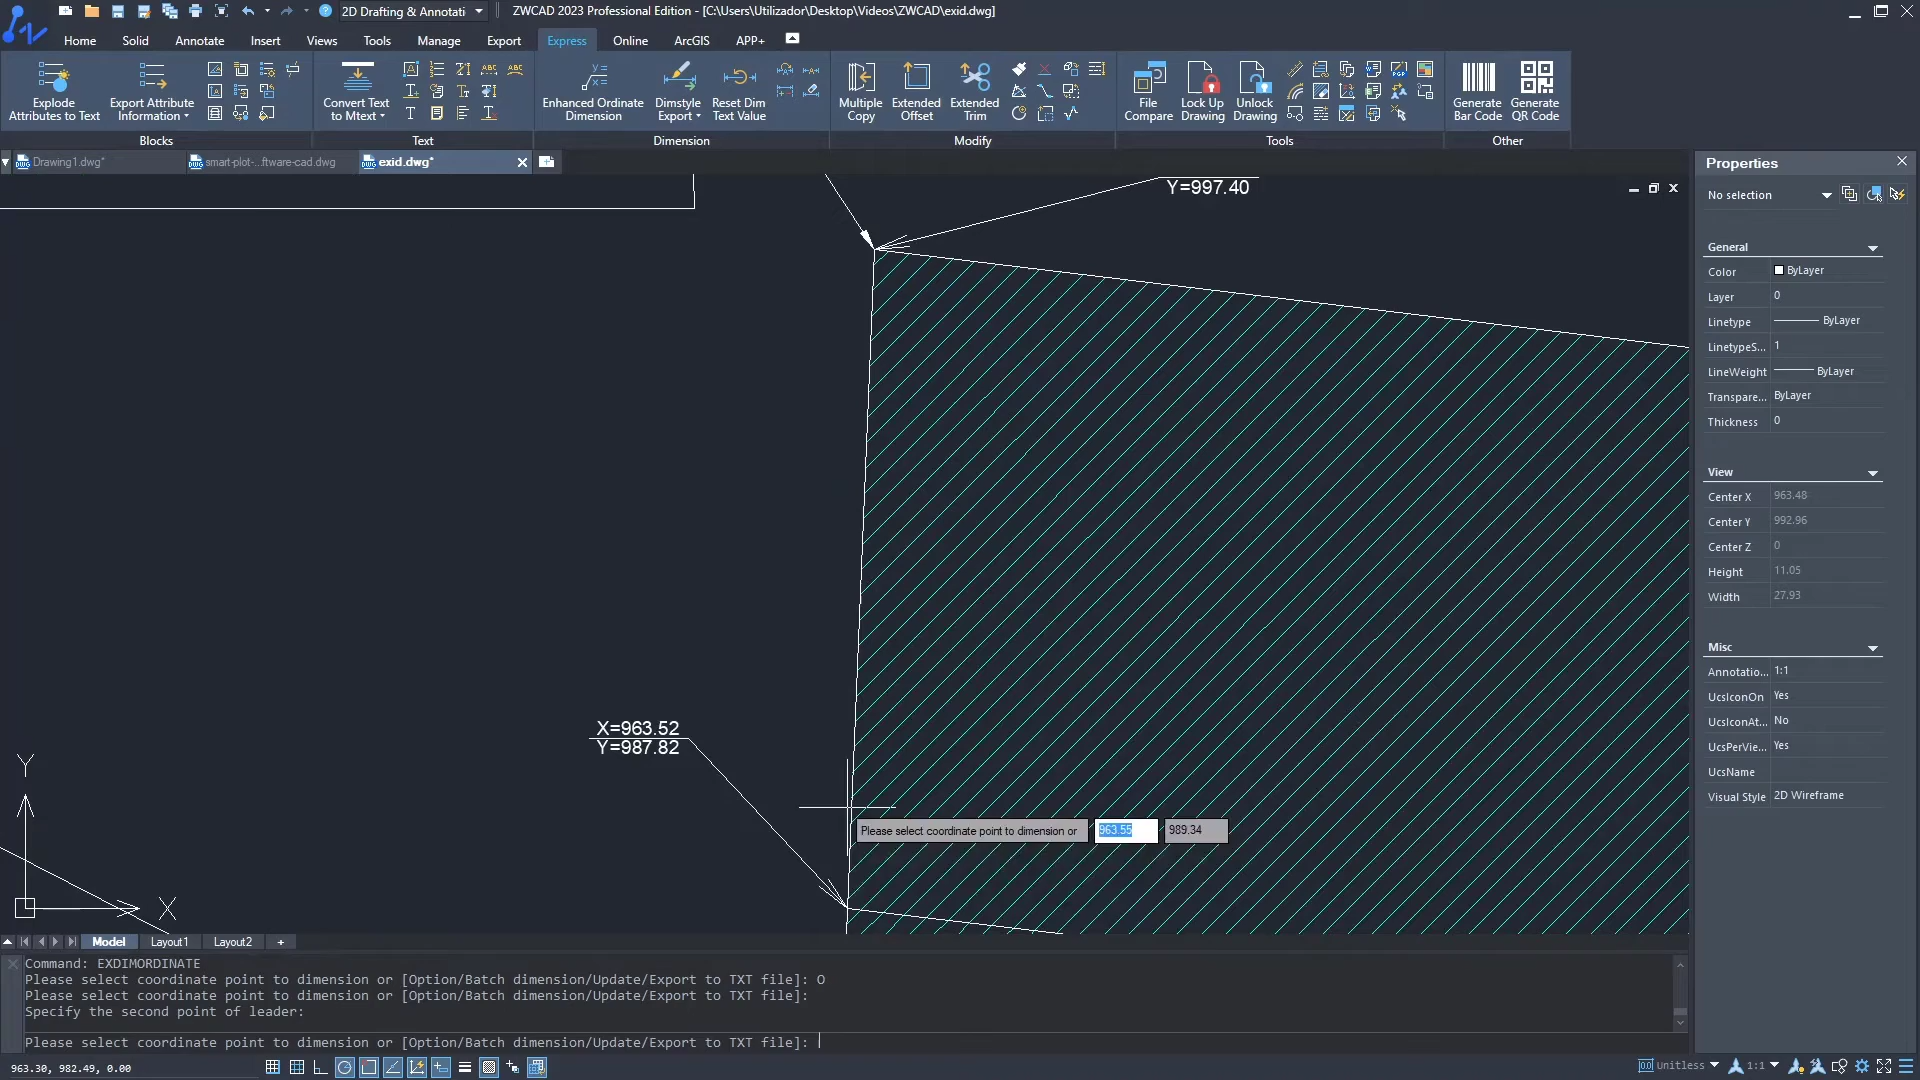 2D Drafting & Annotati
ZWCAD 2023 Professional Edition - [C:\Users\Utilizador\Desktop\Videos\ZWCAD\exid.dwg]
Home Solid Annotate Insert Views Tools Manage Export Express Online ArcGIS APP+
Explode Attributes to Text
Export Attribute Information
Convert Text to Mtext
Enhanced Ordinate Dimension
Dimstyle Export
Reset Dim Text Value
Multiple Copy
Extended Offset
Extended Trim
File Compare
Lock Up Drawing
Unlock Drawing
Generate Bar Code
Generate QR Code
Blocks Text Dimension Modify Tools Other
Drawing1.dwg* smart-plot-...ftware-cad.dwg exid.dwg*
Y=997.40
X=963.52
Y=987.82
Please select coordinate point to dimension or 963.55 989.34
Y
X
Properties
No selection
General
Color ByLayer
Layer 0
Linetype ByLayer
LinetypeS... 1
LineWeight ByLayer
Transpare... ByLayer
Thickness 0
View
Center X 963.48
Center Y 992.96
Center Z 0
Height 11.05
Width 27.93
Misc
Annotatio... 1:1
UcsIconOn Yes
UcsIconAt... No
UcsPerVie... Yes
UcsName
Visual Style 2D Wireframe
Model Layout1 Layout2 +
Command: EXDIMORDINATE
Please select coordinate point to dimension or [Option/Batch dimension/Update/Export to TXT file]: O
Please select coordinate point to dimension or [Option/Batch dimension/Update/Export to TXT file]:
Specify the second point of leader:
Please select coordinate point to dimension or [Option/Batch dimension/Update/Export to TXT file]:
963.30, 982.49, 0.00
Unitless 1:1